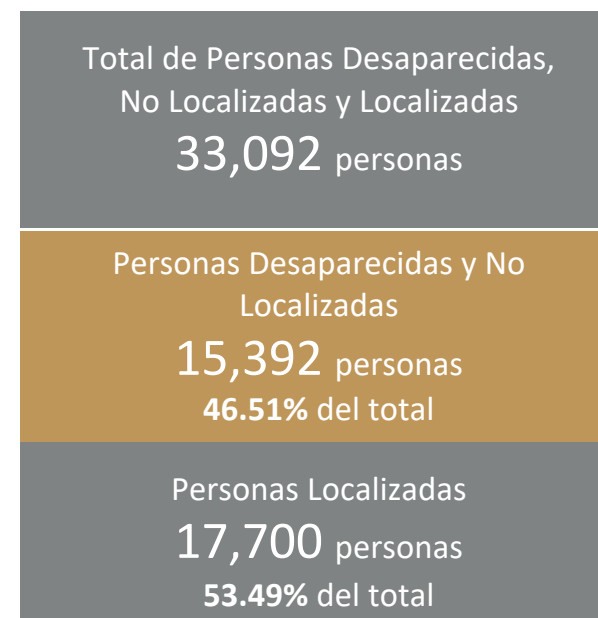 Total de Personas Desaparecidas,
No Localizadas y Localizadas
33,092 personas
Personas Desaparecidas y No
Localizadas
15,392 personas
46.51% del total
Personas Localizadas
17,700 personas
53.49% del total